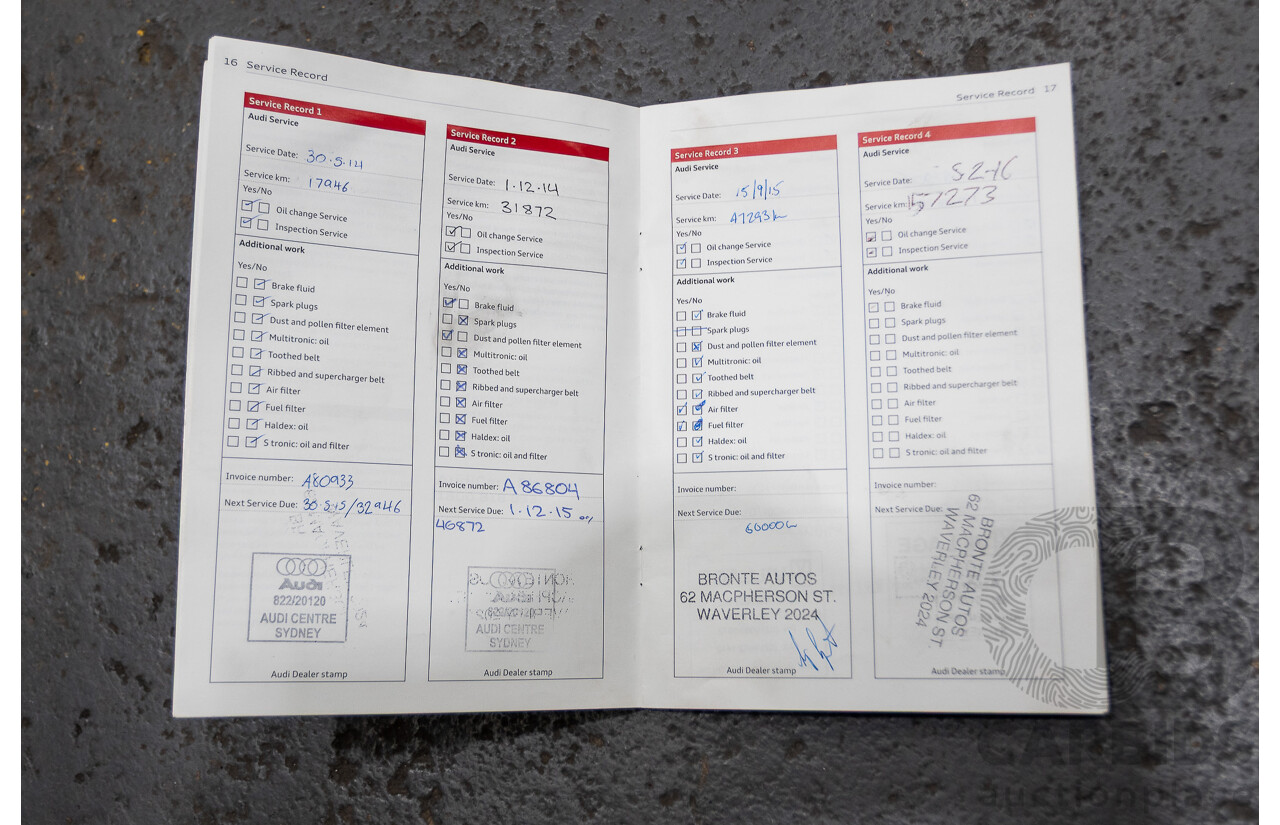 16 Service Record
Service Record 1
Audi Service
Service Date: 30.5.14
Service km: 17946
Yes/No
Oil change Service
Inspection Service
Additional work
Yes/No
Brake fluid
Spark plugs
Dust and pollen filter element
Multitronic: oil
Toothed belt
Ribbed and supercharger belt
Air filter
Fuel filter
Haldex: oil
S tronic: oil and filter
Invoice number: A80933
Next Service Due: 30.5.15/32946
Audi
822/20120
AUDI CENTRE
SYDNEY
Audi Dealer stamp
Service Record 2
Audi Service
Service Date: 1.12.14
Service km: 31872
Yes/No
Oil change Service
Inspection Service
Additional work
Yes/No
Brake fluid
Spark plugs
Dust and pollen filter element
Multitronic: oil
Toothed belt
Ribbed and supercharger belt
Air filter
Fuel filter
Haldex: oil
S tronic: oil and filter
Invoice number: A 86804
Next Service Due: 1.12.15 or/
46872
AUDI CENTRE
SYDNEY
Audi Dealer stamp
Service Record 17
Service Record 3
Audi Service
Service Date: 15/9/15
Service km: 47293k
Yes/No
Oil change Service
Inspection Service
Additional work
Yes/No
Brake fluid
Spark plugs
Dust and pollen filter element
Multitronic: oil
Toothed belt
Ribbed and supercharger belt
Air filter
Fuel filter
Haldex: oil
S tronic: oil and filter
Invoice number:
Next Service Due:
60000k
BRONTE AUTOS
62 MACPHERSON ST.
WAVERLEY 2024
Audi Dealer stamp
Service Record 4
Audi Service
Service Date: 52-16
Service km: 57273
Yes/No
Oil change Service
Inspection Service
Additional work
Yes/No
Brake fluid
Spark plugs
Dust and pollen filter element
Multitronic: oil
Toothed belt
Ribbed and supercharger belt
Air filter
Fuel filter
Haldex: oil
S tronic: oil and filter
Invoice number:
Next Service Due:
BRONTE AUTOS
62 MACPHERSON ST.
WAVERLEY 2024
Audi Dealer stamp